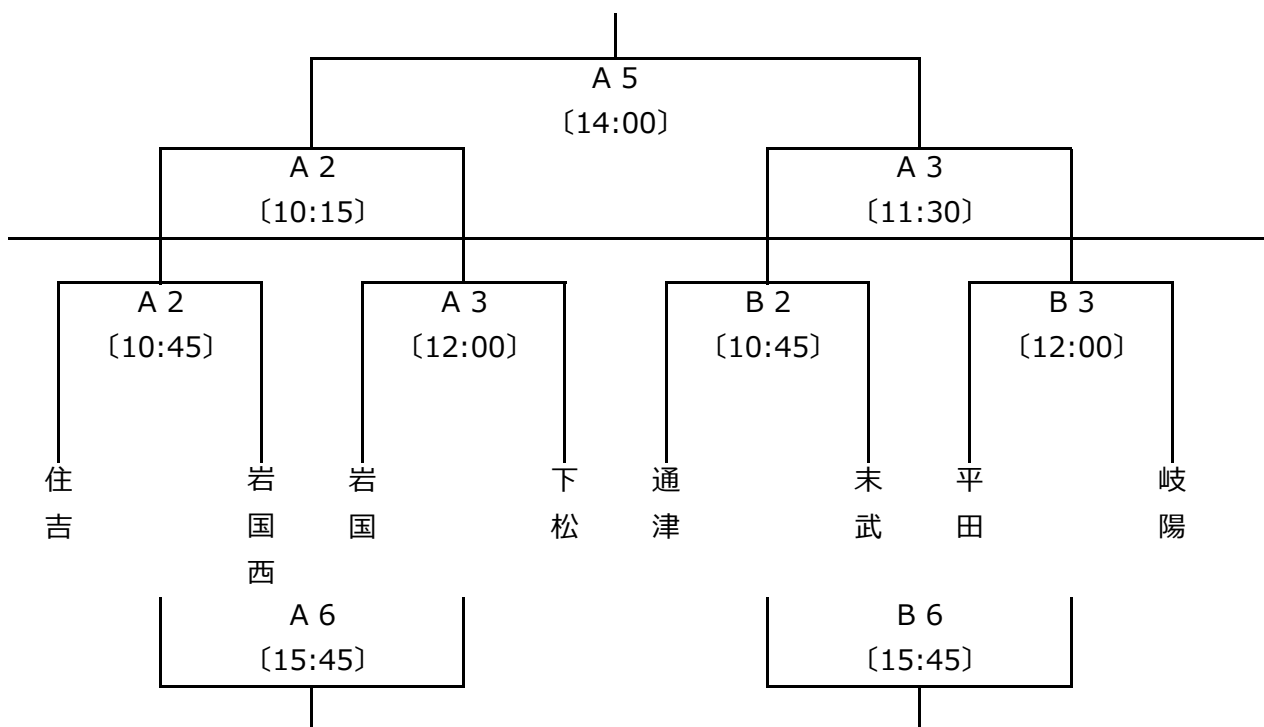 A 5
〔14:00〕
A 2
〔10:15〕
A 3
〔11:30〕
A 2
〔10:45〕
A 3
〔12:00〕
B 2
〔10:45〕
B 3
〔12:00〕
住吉
岩国西
岩国
下松
通津
末武
平田
岐陽
A 6
〔15:45〕
B 6
〔15:45〕